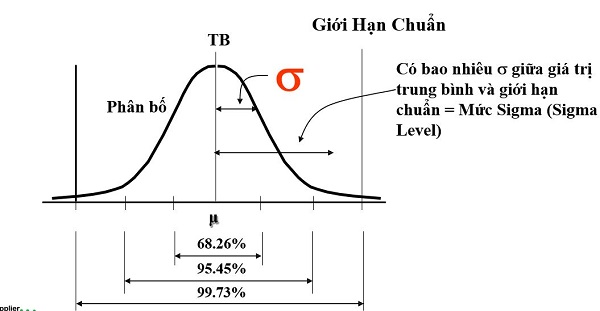 Giới Hạn Chuẩn
TB
σ
Phân bố
Có bao nhiêu σ giữa giá trị
trung bình và giới hạn
chuẩn = Mức Sigma (Sigma
Level)
μ
68.26%
95.45%
99.73%
pplier